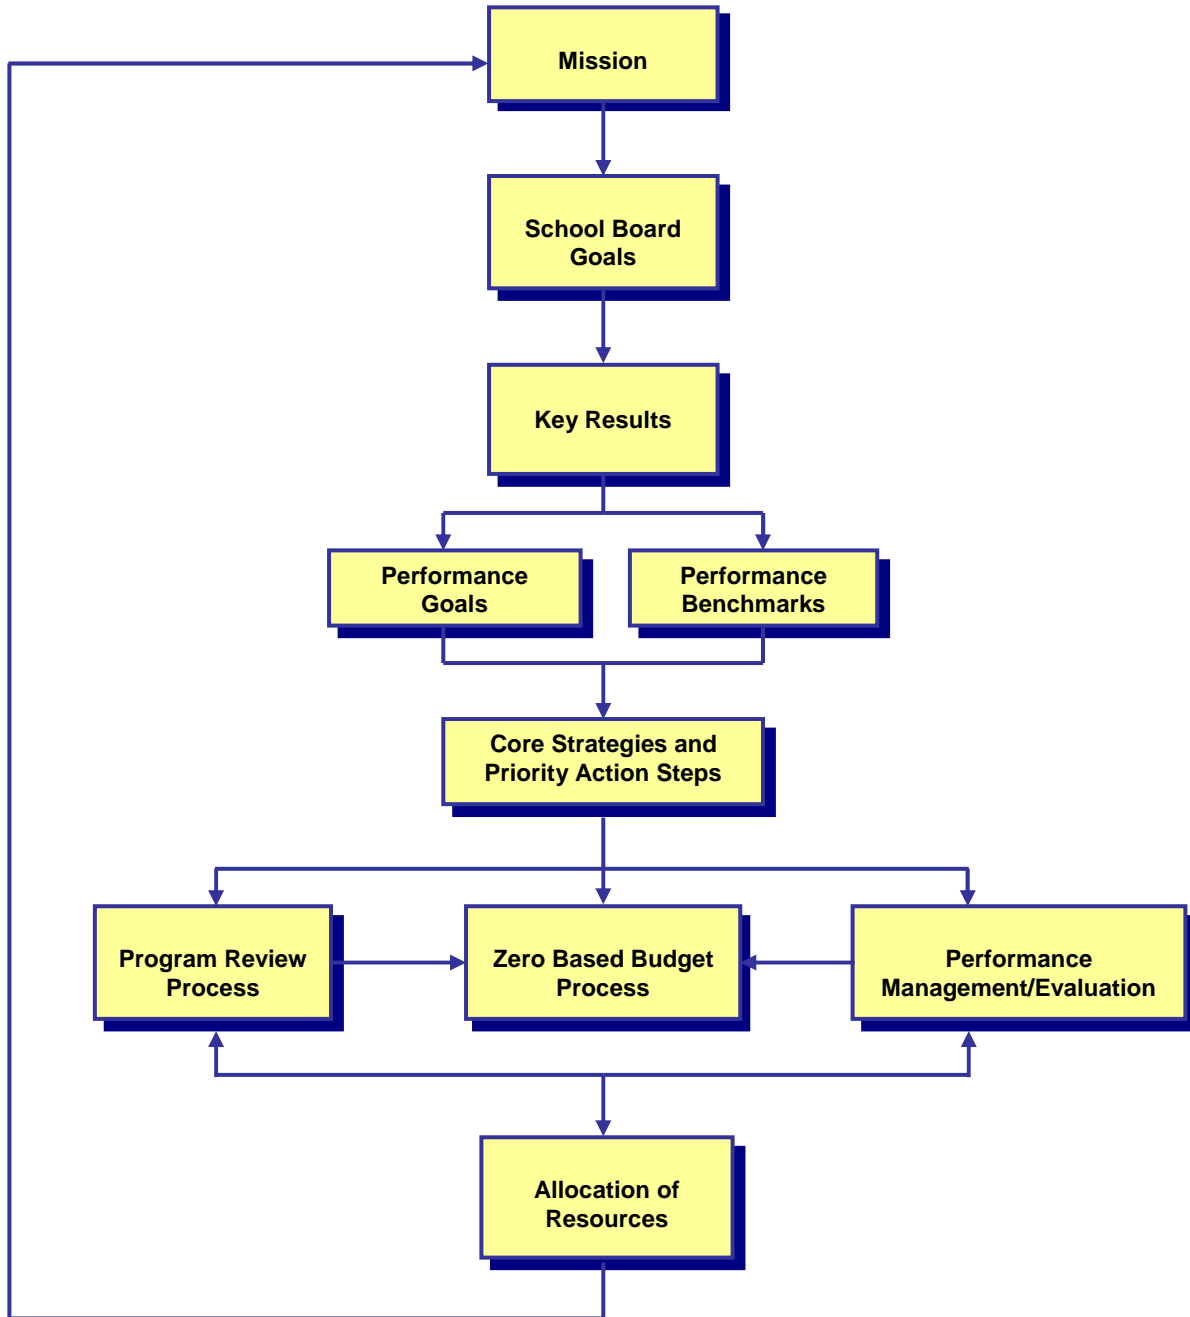 Mission
School Board
Goals
Key Results
Performance
Goals
Performance
Benchmarks
Core Strategies and
Priority Action Steps
Program Review
Process
Zero Based Budget
Process
Performance
Management/Evaluation
Allocation of
Resources